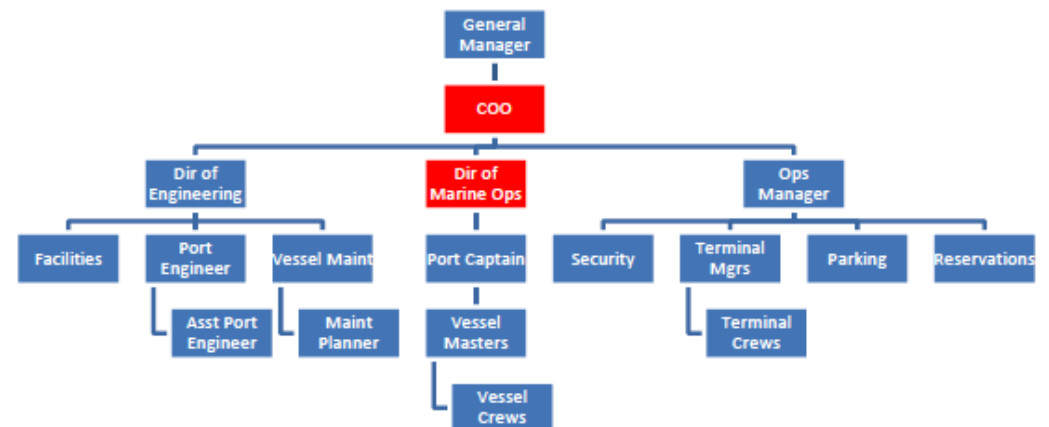 General
Manager
COO
Dir of
Engineering
Dir of
Marine Ops
Ops
Manager
Facilities
Port
Engineer
Vessel Maint
Port Captain
Security
Terminal
Mgrs
Parking
Reservations
Asst Port
Engineer
Maint
Planner
Vessel
Masters
Terminal
Crews
Vessel
Crews